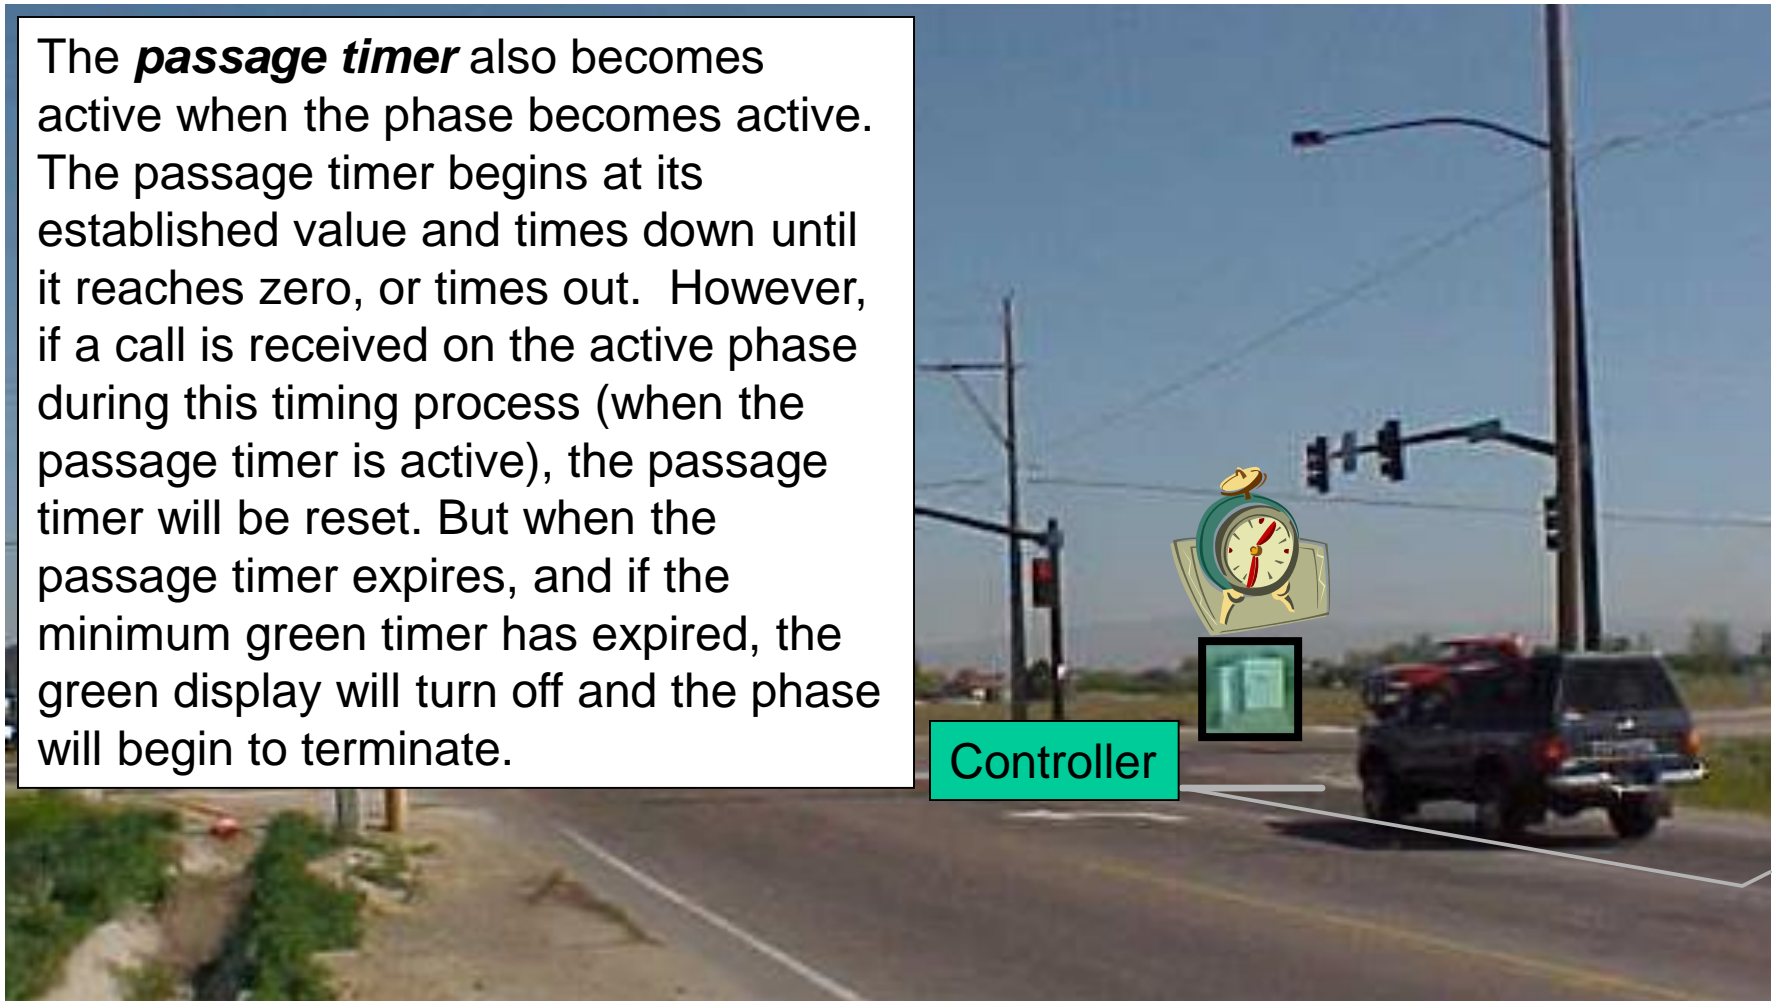 The passage timer also becomes
active when the phase becomes active.
The passage timer begins at its
established value and times down until
it reaches zero, or times out.  However,
if a call is received on the active phase
during this timing process (when the
passage timer is active), the passage
timer will be reset. But when the
passage timer expires, and if the
minimum green timer has expired, the
green display will turn off and the phase
will begin to terminate.
Controller